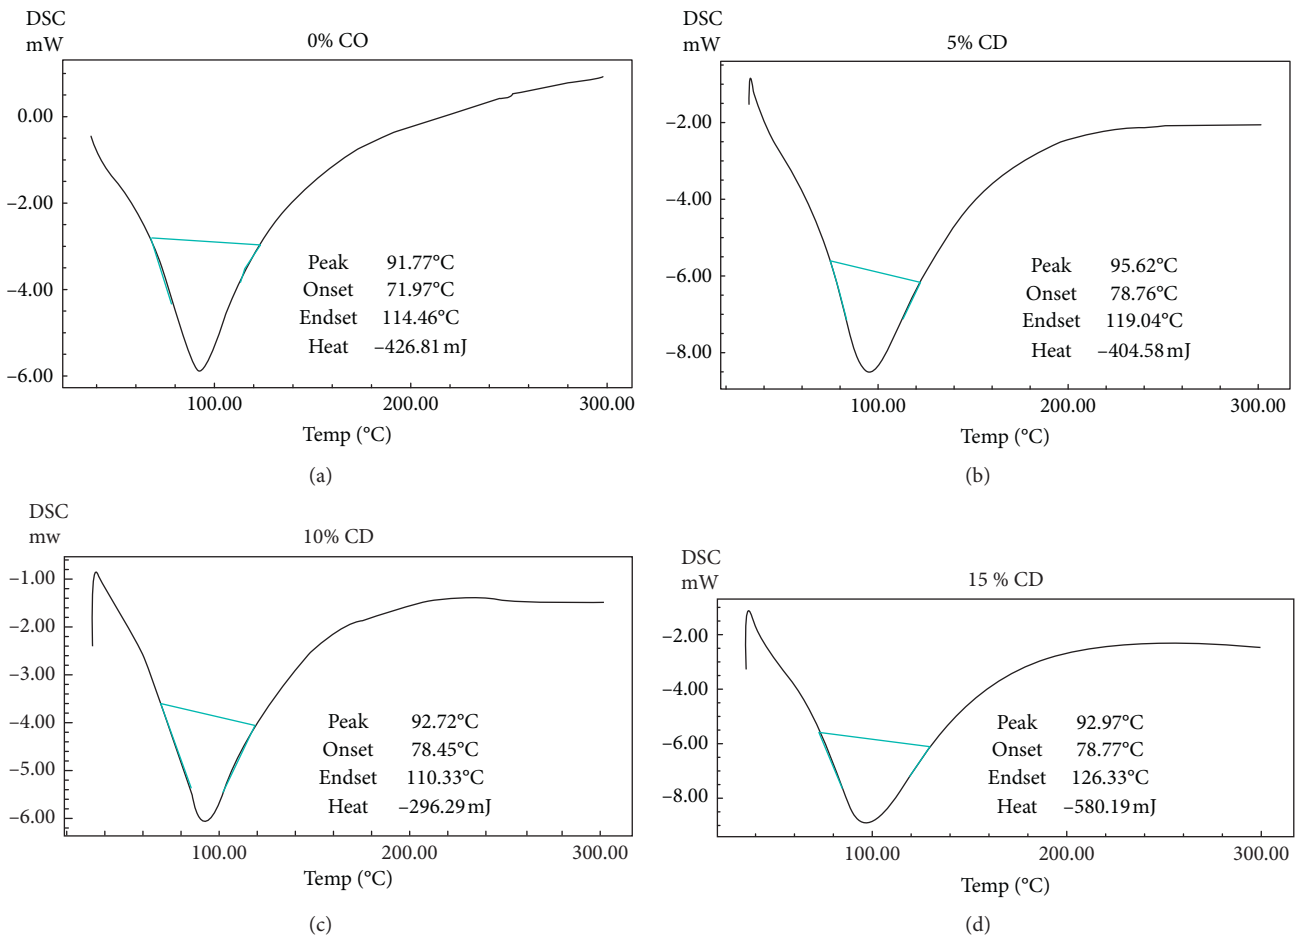 DSC
mW
0% CO
0.00
−2.00
−4.00
−6.00
Peak 91.77°C
Onset 71.97°C
Endset 114.46°C
Heat −426.81 mJ
100.00 200.00 300.00
Temp (°C)
(a)
DSC
mW
5% CD
−2.00
−4.00
−6.00
−8.00
Peak 95.62°C
Onset 78.76°C
Endset 119.04°C
Heat −404.58 mJ
100.00 200.00 300.00
Temp (°C)
(b)
DSC
mw
10% CD
−1.00
−2.00
−3.00
−4.00
−5.00
−6.00
Peak 92.72°C
Onset 78.45°C
Endset 110.33°C
Heat −296.29 mJ
100.00 200.00 300.00
Temp (°C)
(c)
DSC
mW
15 % CD
−2.00
−4.00
−6.00
−8.00
Peak 92.97°C
Onset 78.77°C
Endset 126.33°C
Heat −580.19 mJ
100.00 200.00 300.00
Temp (°C)
(d)